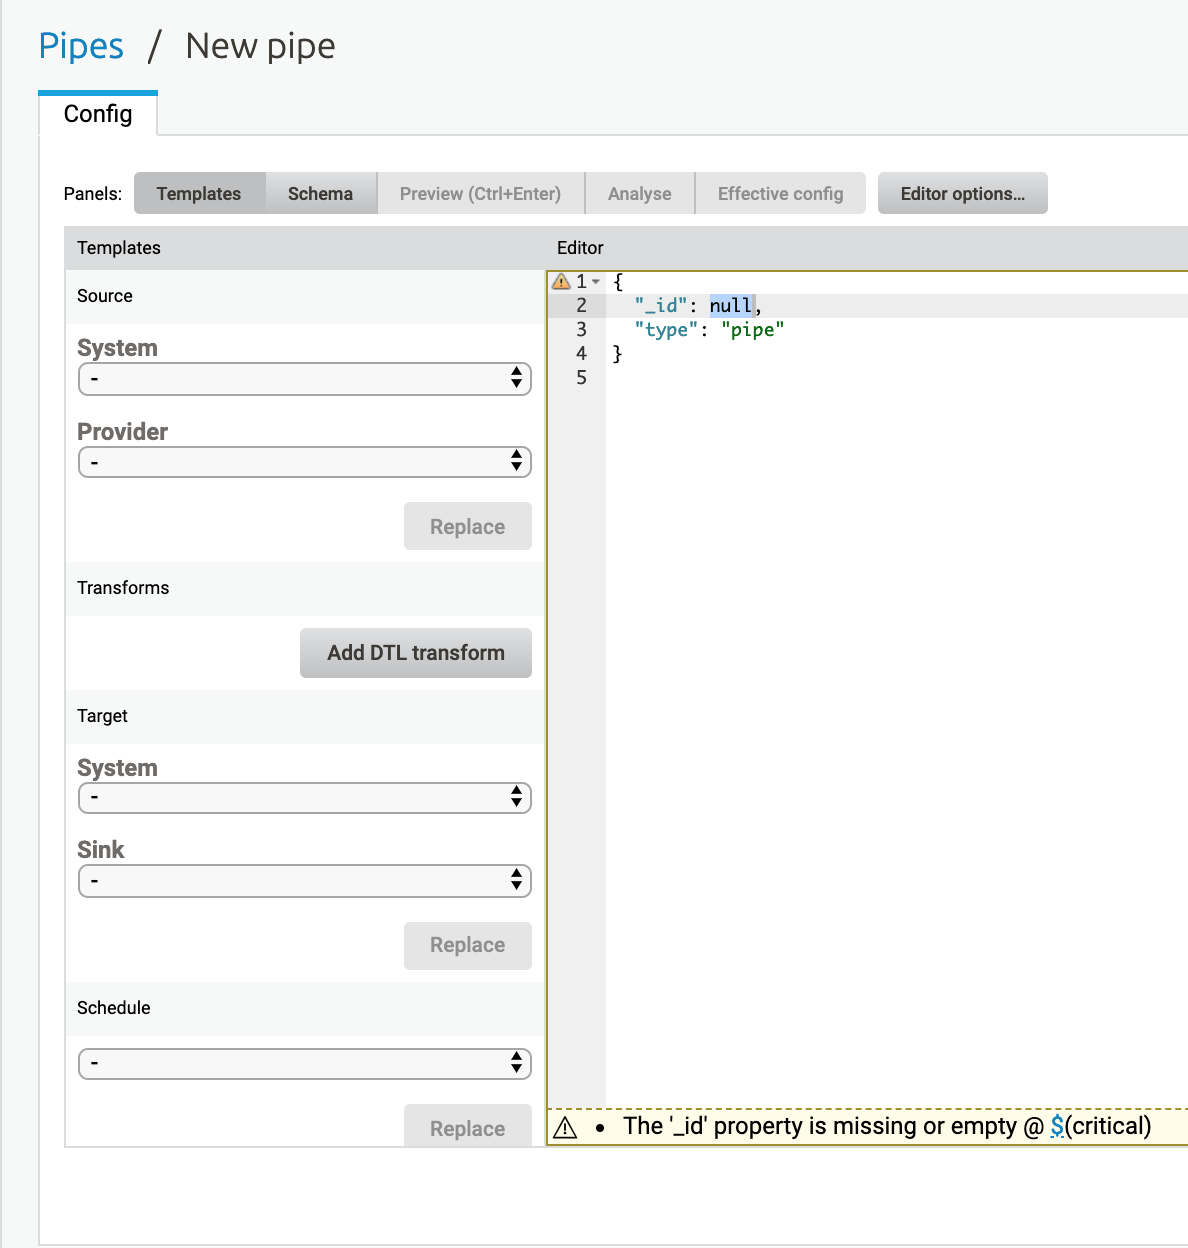 Pipes / New pipe
Config
Panels: Templates Schema Preview (Ctrl+Enter) Analyse Effective config Editor options...
Templates
Source
System
-
Provider
-
Replace
Transforms
Add DTL transform
Target
System
-
Sink
-
Replace
Schedule
-
Replace
Editor
1 {
2 "_id": null,
3 "type": "pipe"
4 }
5
• The '_id' property is missing or empty @ $(critical)